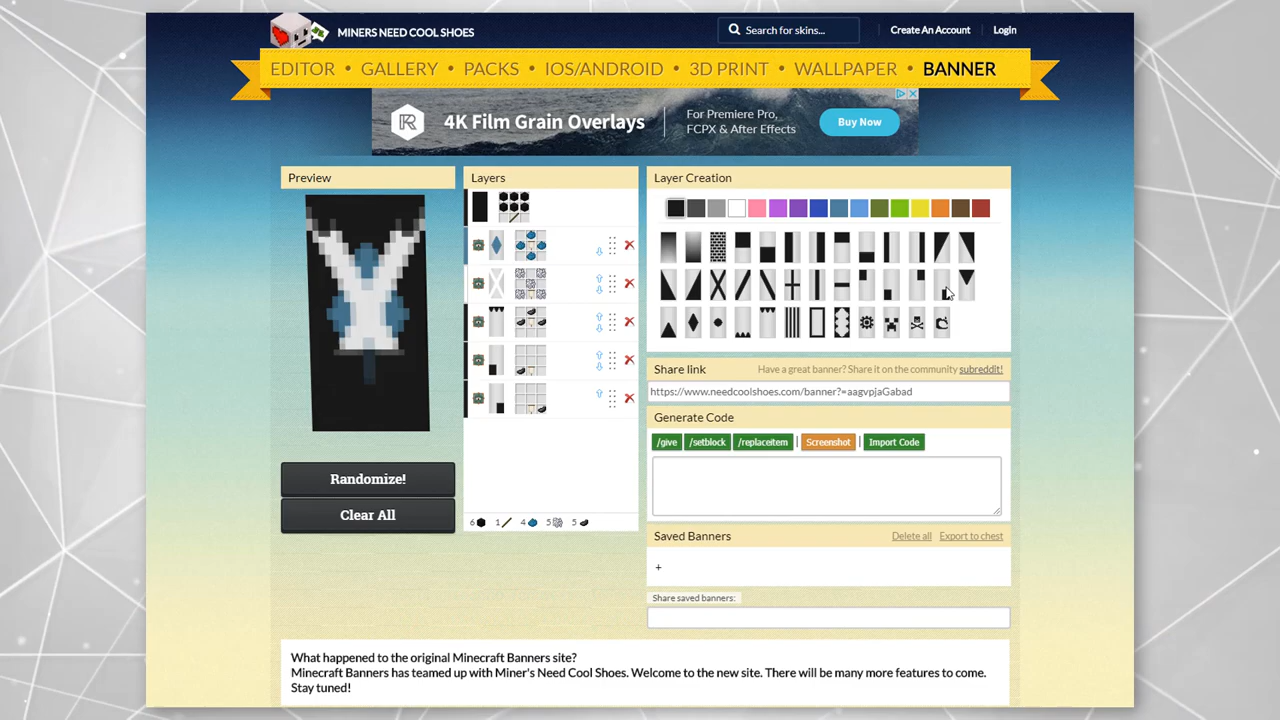 MINERS NEED COOL SHOES
Search for skins...
Create An Account
Login
EDITOR • GALLERY • PACKS • IOS/ANDROID • 3D PRINT • WALLPAPER • BANNER
4K Film Grain Overlays
For Premiere Pro,
FCPX & After Effects
Buy Now
Preview
Layers
Layer Creation
Share link
Have a great banner? Share it on the community subreddit!
https://www.needcoolshoes.com/banner?=aagvpjaGabad
Generate Code
/give
/setblock
/replaceitem
Screenshot
Import Code
Randomize!
Clear All
6 1 4 5 5
Saved Banners
Delete all
Export to chest
+
Share saved banners:
What happened to the original Minecraft Banners site?
Minecraft Banners has teamed up with Miner's Need Cool Shoes. Welcome to the new site. There will be many more features to come.
Stay tuned!